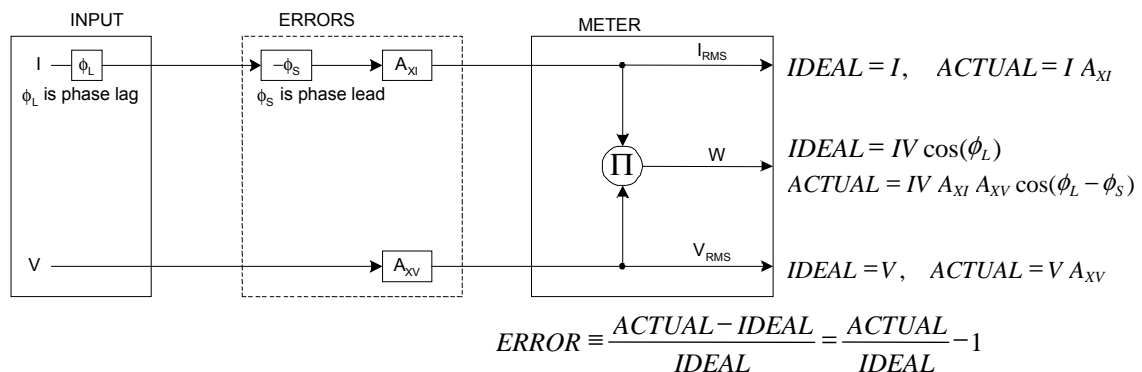 INPUT
ERRORS
METER
I
ϕL
−ϕS
AXI
IRMS
IDEAL = I, ACTUAL = I AXI
ϕL is phase lag
ϕS is phase lead
Π
W
IDEAL = IV cos(ϕL)
ACTUAL = IV AXI AXV cos(ϕL − ϕS)
V
AXV
VRMS
IDEAL = V, ACTUAL = V AXV
ERROR ≡ ACTUAL − IDEAL / IDEAL = ACTUAL / IDEAL − 1